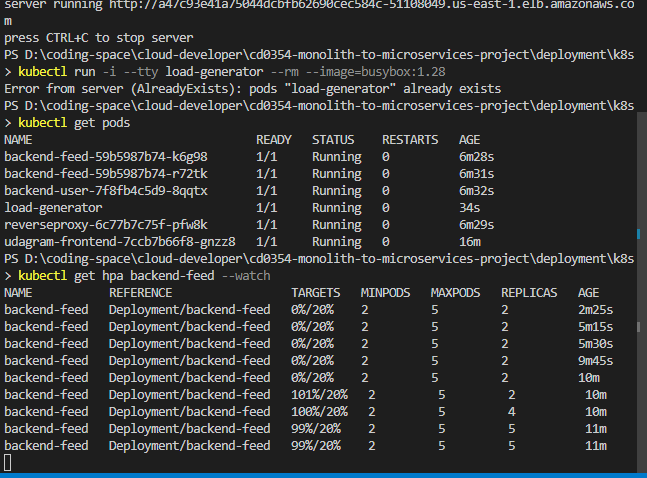 server running http://a47c93e41a75044dcbfb62690cec584c-51108049.us-east-1.elb.amazonaws.co
m
press CTRL+C to stop server
PS D:\coding-space\cloud-developer\cd0354-monolith-to-microservices-project\deployment\k8s
> kubectl run -i --tty load-generator --rm --image=busybox:1.28
Error from server (AlreadyExists): pods "load-generator" already exists
PS D:\coding-space\cloud-developer\cd0354-monolith-to-microservices-project\deployment\k8s
> kubectl get pods
NAME READY STATUS RESTARTS AGE
backend-feed-59b5987b74-k6g98 1/1 Running 0 6m28s
backend-feed-59b5987b74-r72tk 1/1 Running 0 6m31s
backend-user-7f8fb4c5d9-8qqtx 1/1 Running 0 6m32s
load-generator 1/1 Running 0 34s
reverseproxy-6c77b7c75f-pfw8k 1/1 Running 0 6m29s
udagram-frontend-7ccb7b66f8-gnzz8 1/1 Running 0 16m
PS D:\coding-space\cloud-developer\cd0354-monolith-to-microservices-project\deployment\k8s
> kubectl get hpa backend-feed --watch
NAME REFERENCE TARGETS MINPODS MAXPODS REPLICAS AGE
backend-feed Deployment/backend-feed 0%/20% 2 5 2 2m25s
backend-feed Deployment/backend-feed 0%/20% 2 5 2 5m15s
backend-feed Deployment/backend-feed 0%/20% 2 5 2 5m30s
backend-feed Deployment/backend-feed 0%/20% 2 5 2 9m45s
backend-feed Deployment/backend-feed 0%/20% 2 5 2 10m
backend-feed Deployment/backend-feed 101%/20% 2 5 2 10m
backend-feed Deployment/backend-feed 100%/20% 2 5 4 10m
backend-feed Deployment/backend-feed 99%/20% 2 5 5 11m
backend-feed Deployment/backend-feed 99%/20% 2 5 5 11m